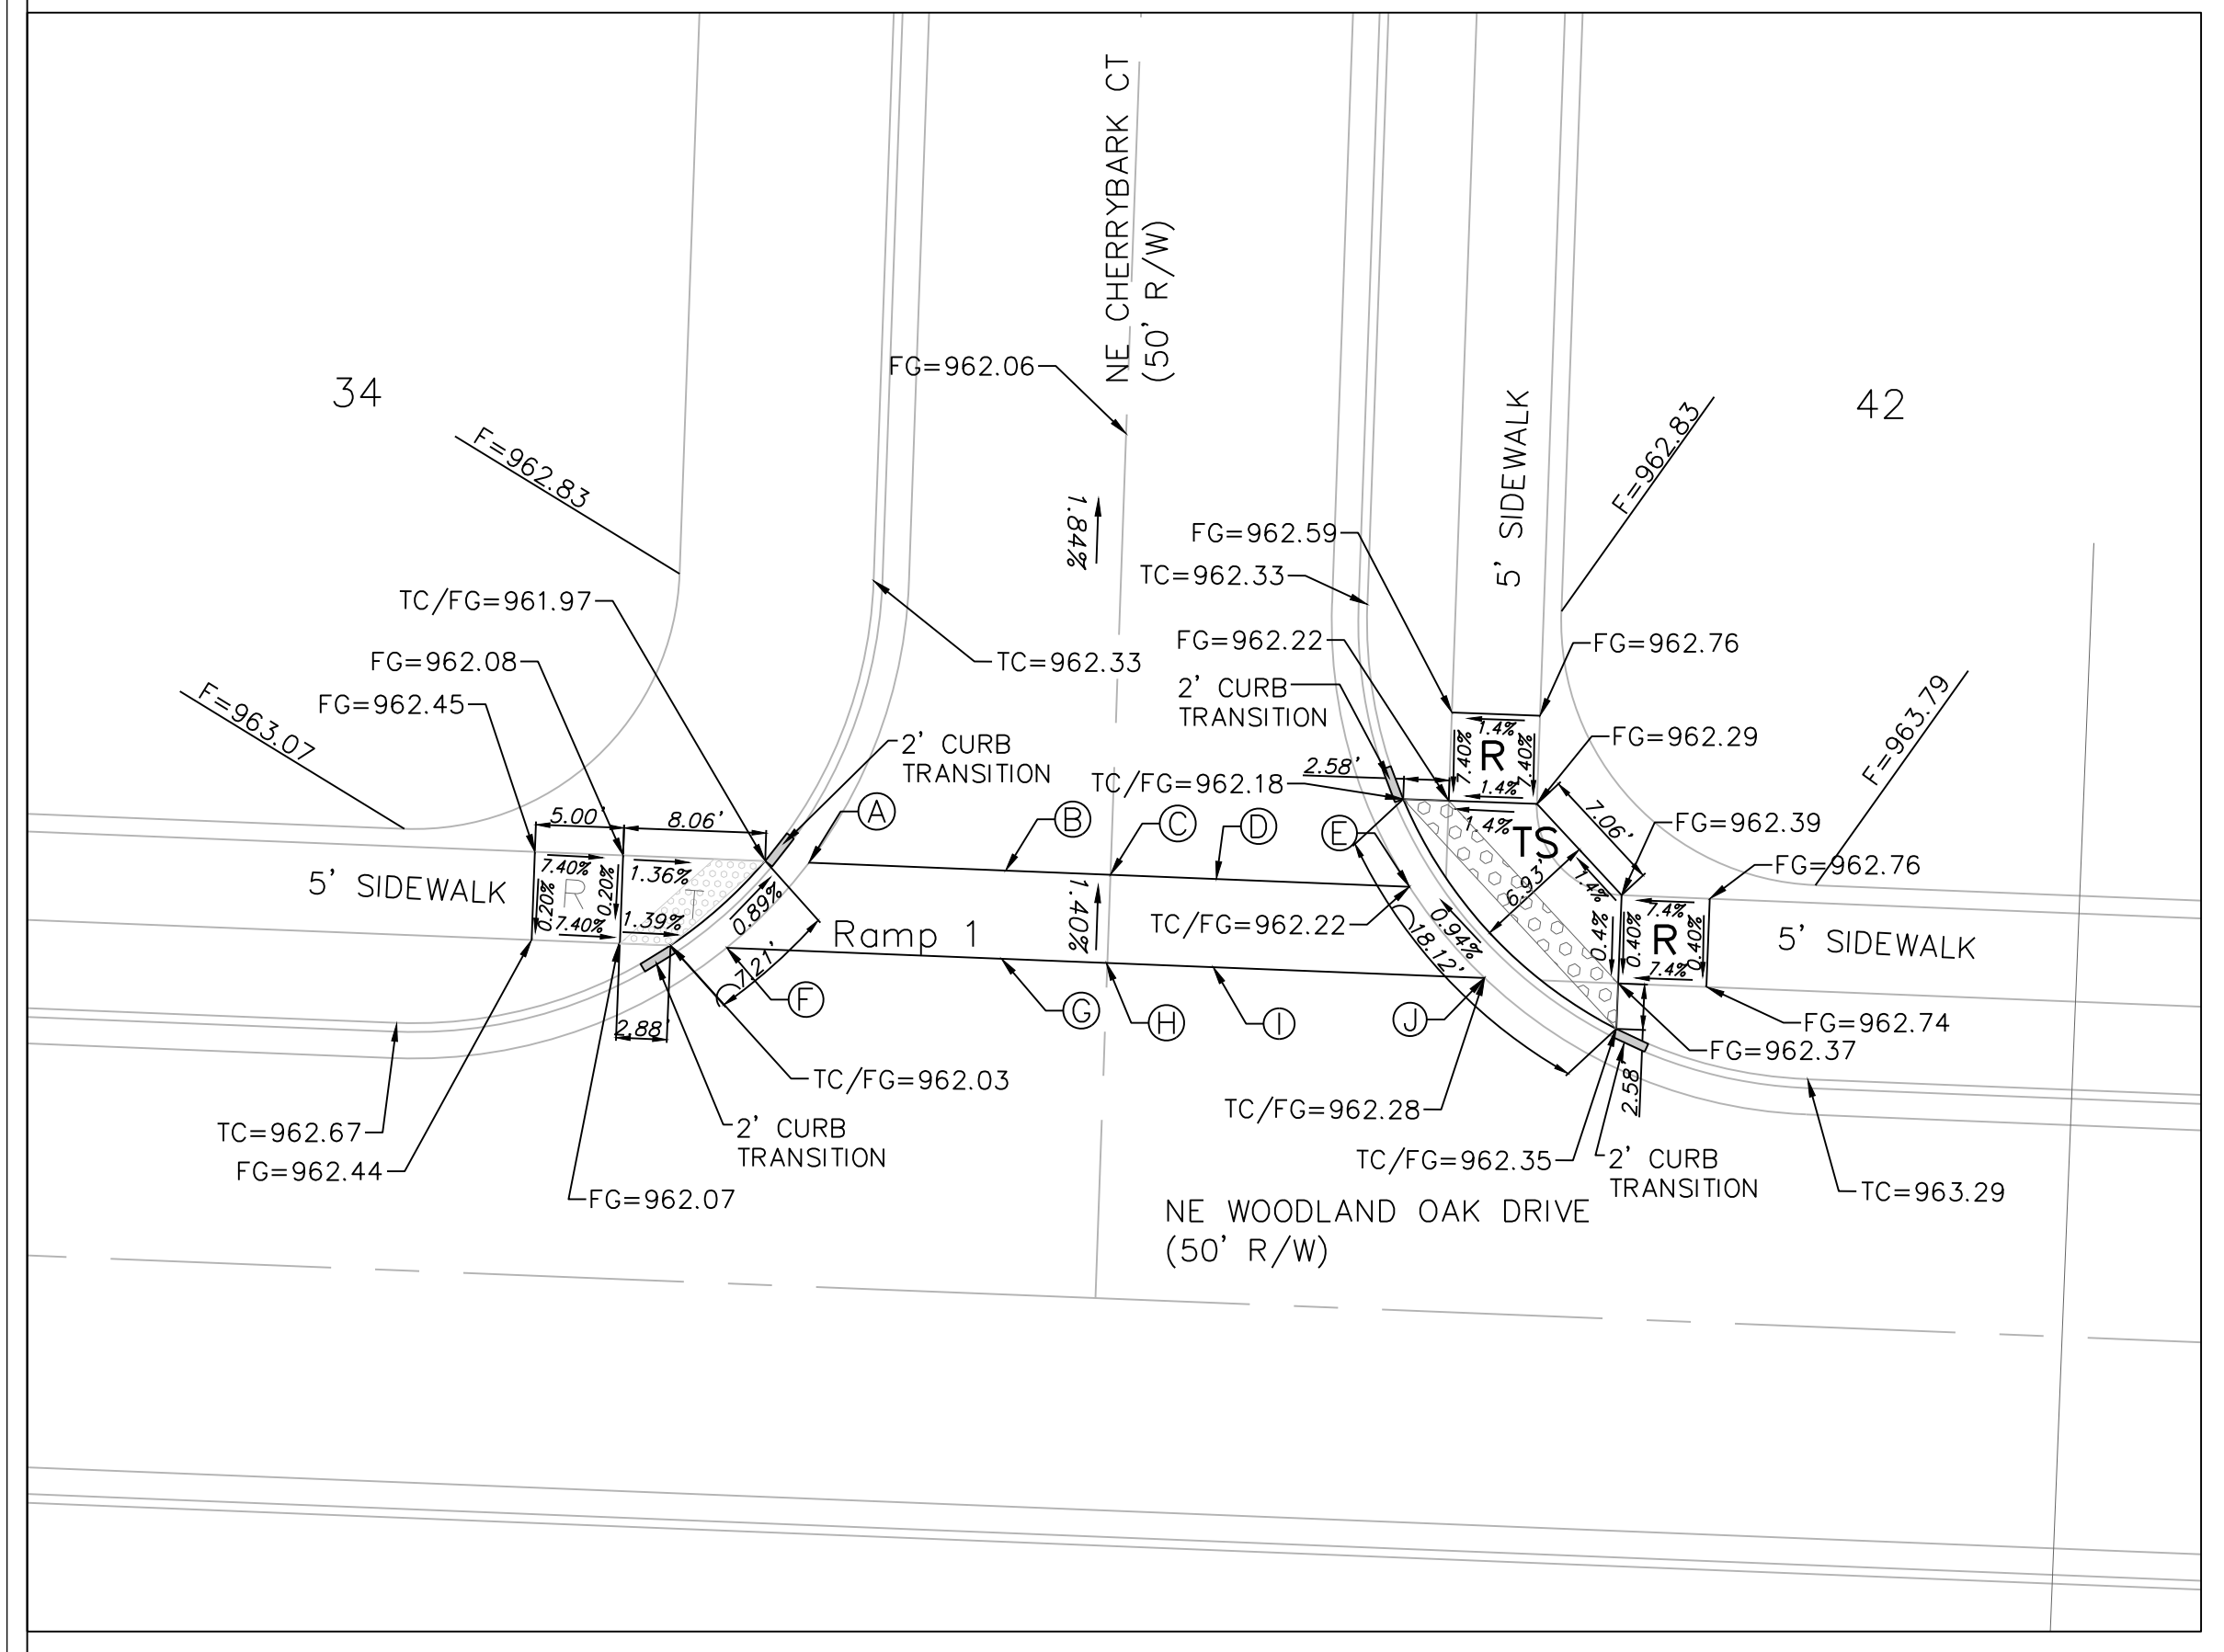 NE CHERRYBARK CT
(50' R/W)
FG=962.06
34
42
F=962.83
F=962.83
1.84%
5' SIDEWALK
FG=962.59
TC=962.33
TC/FG=961.97
FG=962.22
FG=962.76
FG=962.08
TC=962.33
2' CURB
TRANSITION
F=963.07
FG=962.45
F=963.79
FG=962.29
2' CURB
TRANSITION
1.4%
R
7.40%
7.40%
1.4%
2.58'
TC/FG=962.18
5.00'
8.06'
A
B
C
D
E
1.4%
TS
7.06'
FG=962.39
FG=962.76
5' SIDEWALK
7.40%
R
0.20%
0.20%
7.40%
1.36%
T
1.39%
0.89%
7.21'
Ramp 1
1.40%
TC/FG=962.22
0.94%
18.12'
6.93'
1.4%
0.4%
7.4%
0.40%
R
0.40%
7.4%
5' SIDEWALK
F
G
H
I
J
2.88'
FG=962.74
FG=962.37
2.58'
TC/FG=962.03
TC/FG=962.28
TC=962.67
FG=962.44
2' CURB
TRANSITION
FG=962.07
TC/FG=962.35
2' CURB
TRANSITION
TC=963.29
NE WOODLAND OAK DRIVE
(50' R/W)